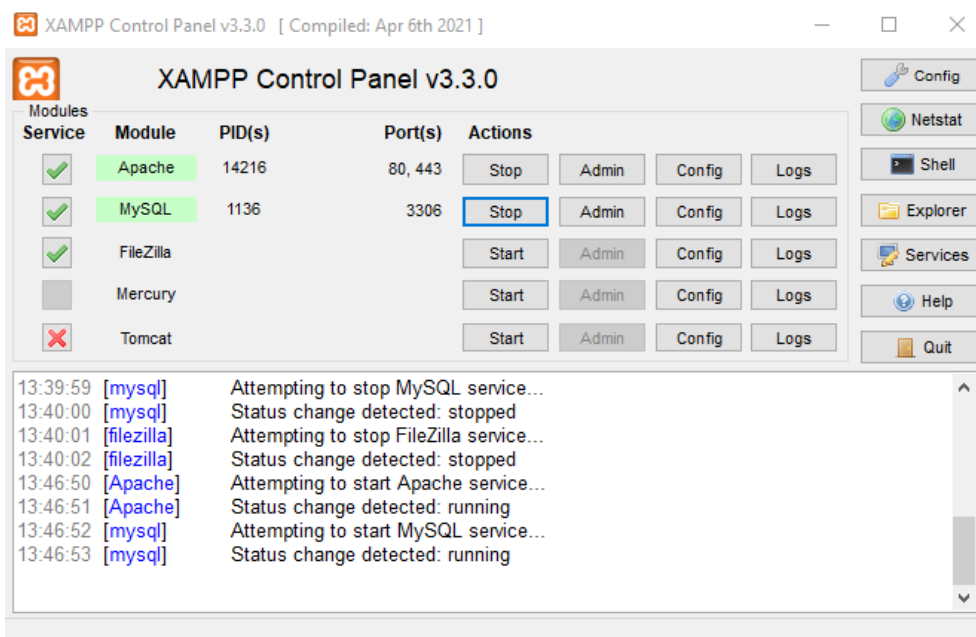 XAMPP Control Panel v3.3.0 [ Compiled: Apr 6th 2021 ]
XAMPP Control Panel v3.3.0
Config
Modules
Service Module PID(s) Port(s) Actions
Netstat
Apache 14216 80, 443 Stop Admin Config Logs
Shell
MySQL 1136 3306 Stop Admin Config Logs
Explorer
FileZilla Start Admin Config Logs
Services
Mercury Start Admin Config Logs
Help
Tomcat Start Admin Config Logs
Quit
13:39:59 [mysql] Attempting to stop MySQL service...
13:40:00 [mysql] Status change detected: stopped
13:40:01 [filezilla] Attempting to stop FileZilla service...
13:40:02 [filezilla] Status change detected: stopped
13:46:50 [Apache] Attempting to start Apache service...
13:46:51 [Apache] Status change detected: running
13:46:52 [mysql] Attempting to start MySQL service...
13:46:53 [mysql] Status change detected: running